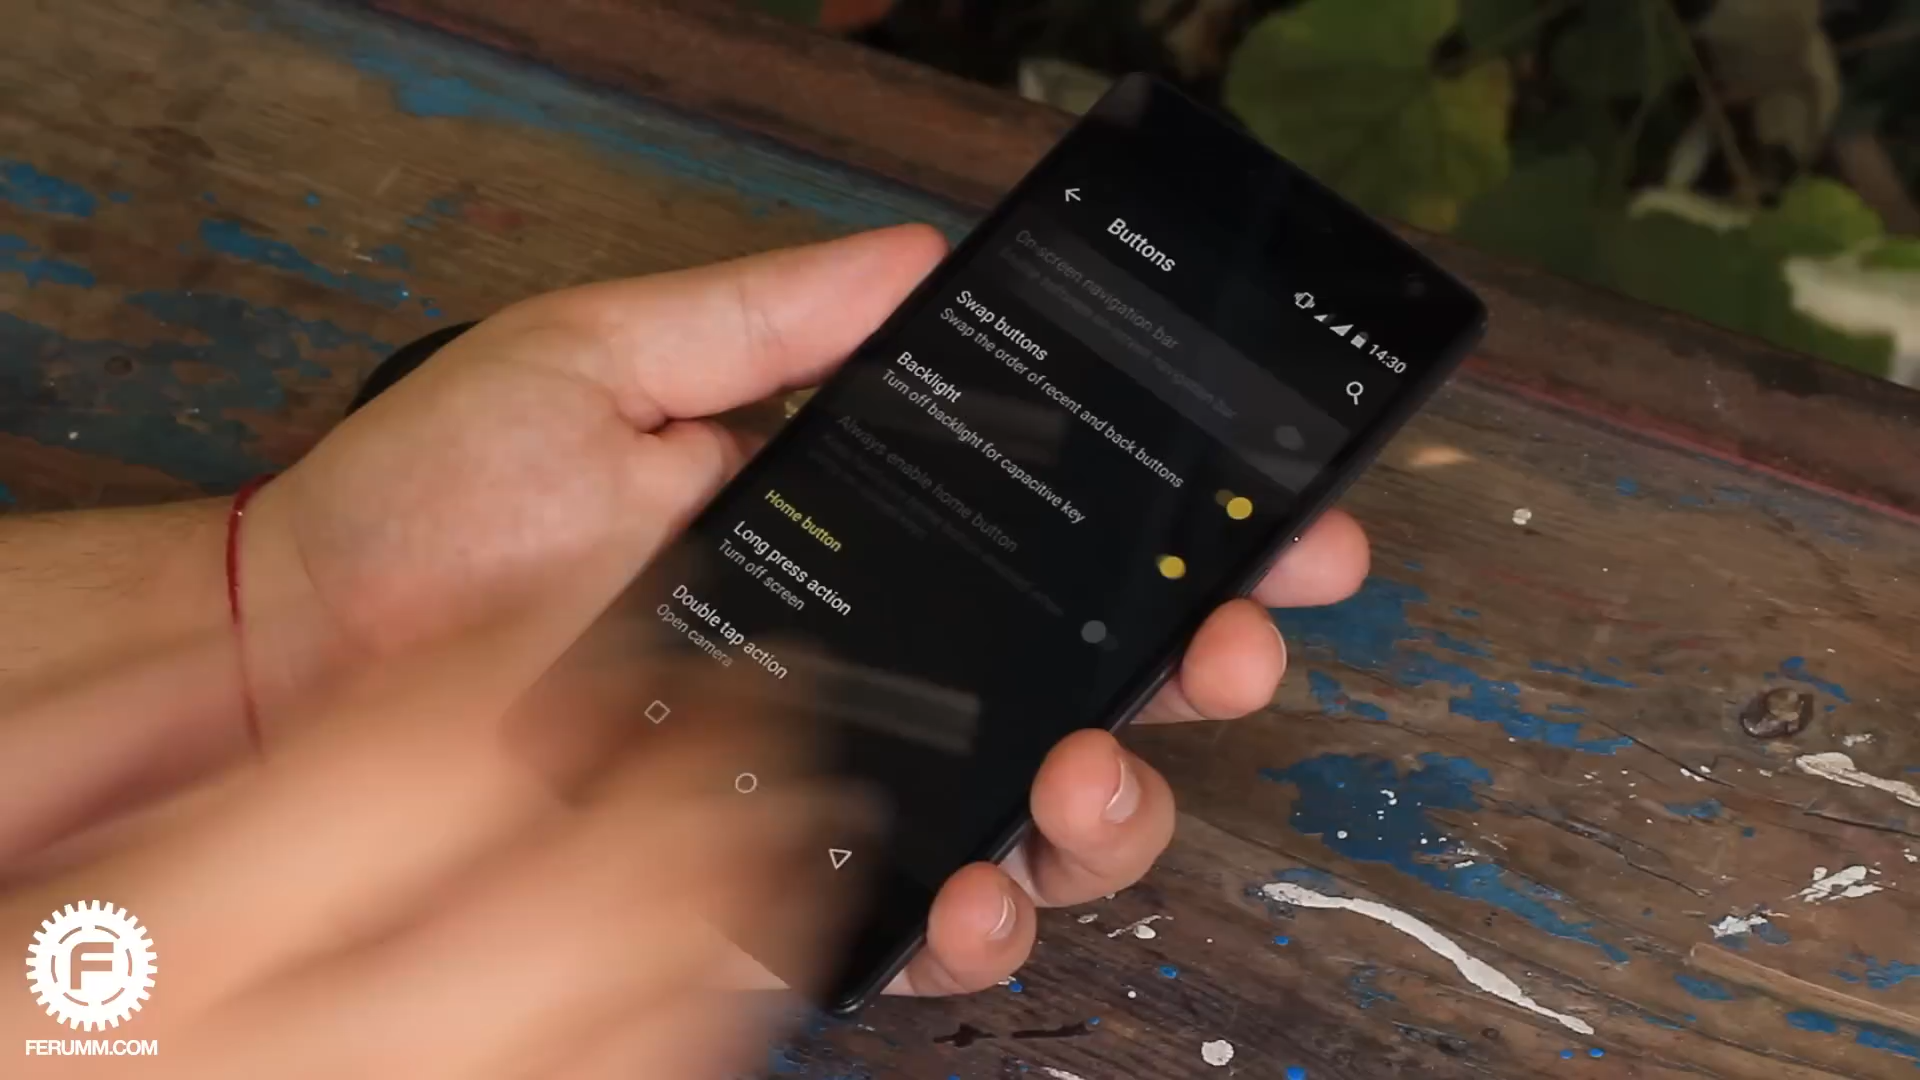 14:30
Buttons
On-screen navigation bar
Swap buttons
Swap the order of recent and back buttons
Backlight
Turn off backlight for capacitive key
Always enable home button
Home button
Long press action
Turn off screen
Double tap action
Open camera
F
FERUMM.COM